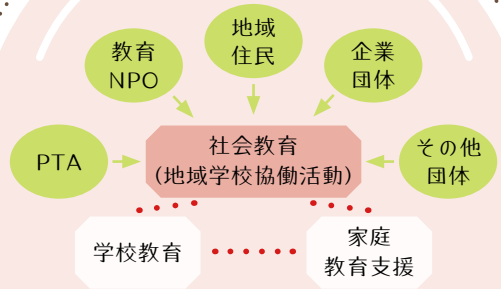 地域
住民
教育
NPO
企業
団体
PTA
社会教育
(地域学校協働活動)
その他
団体
学校教育
家庭
教育支援